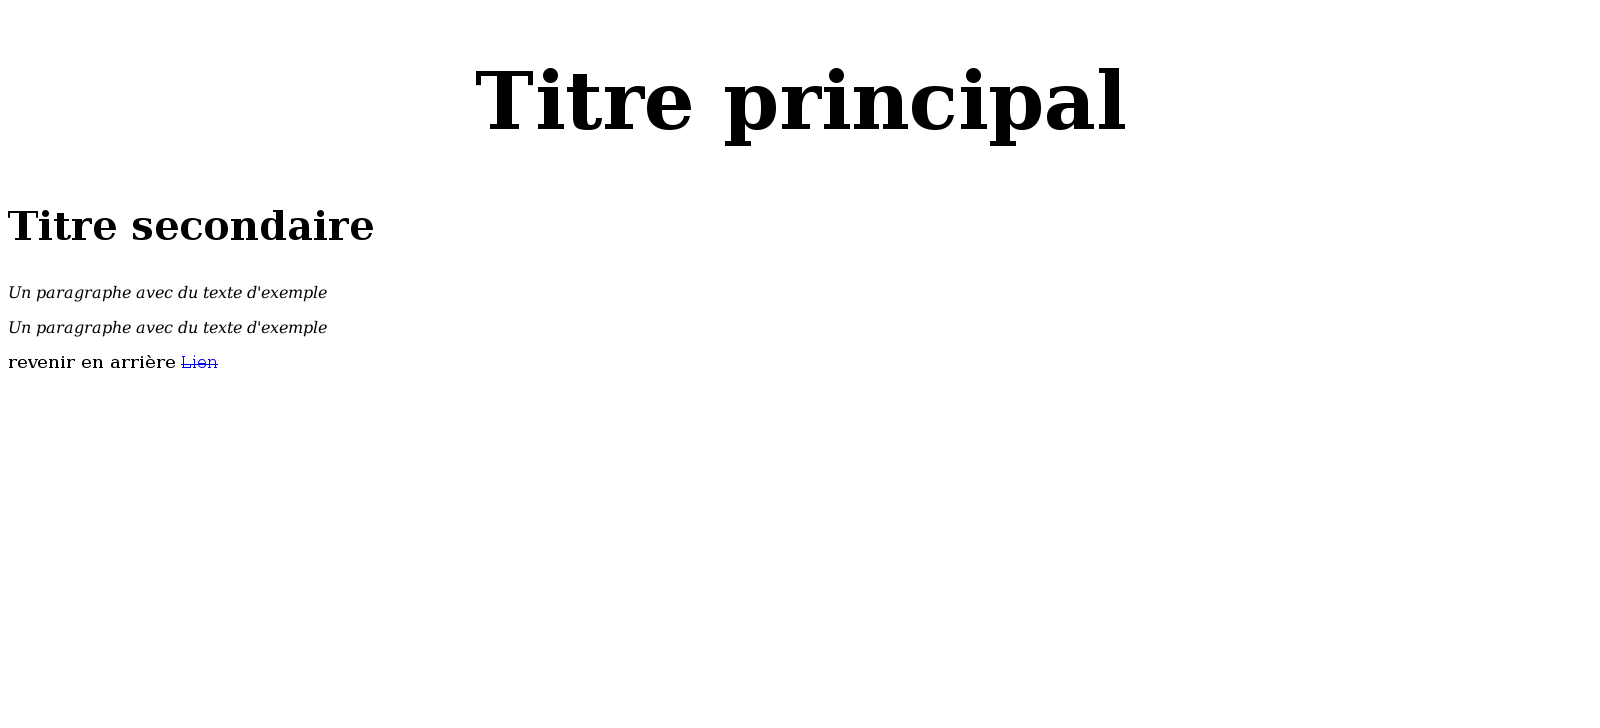 Titre principal
Titre secondaire
Un paragraphe avec du texte d'exemple
Un paragraphe avec du texte d'exemple
revenir en arrière Lien